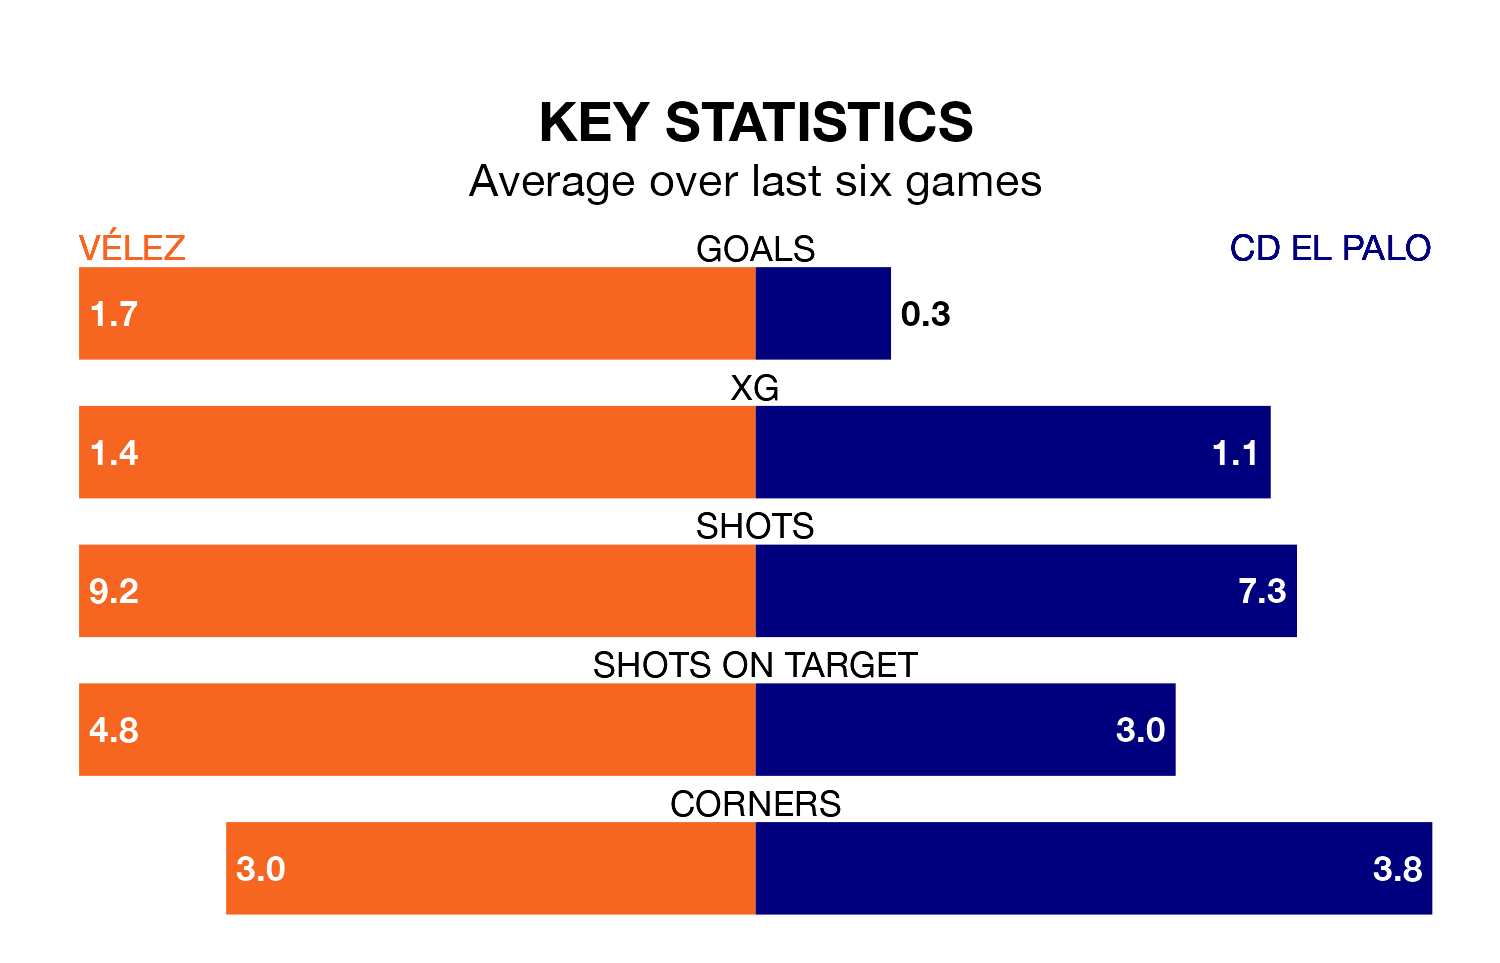 KEY STATISTICS
Average over last six games
VÉLEZ GOALS CD EL PALO
1.7 0.3
XG
1.4 1.1
SHOTS
9.2 7.3
SHOTS ON TARGET
4.8 3.0
CORNERS
3.0 3.8